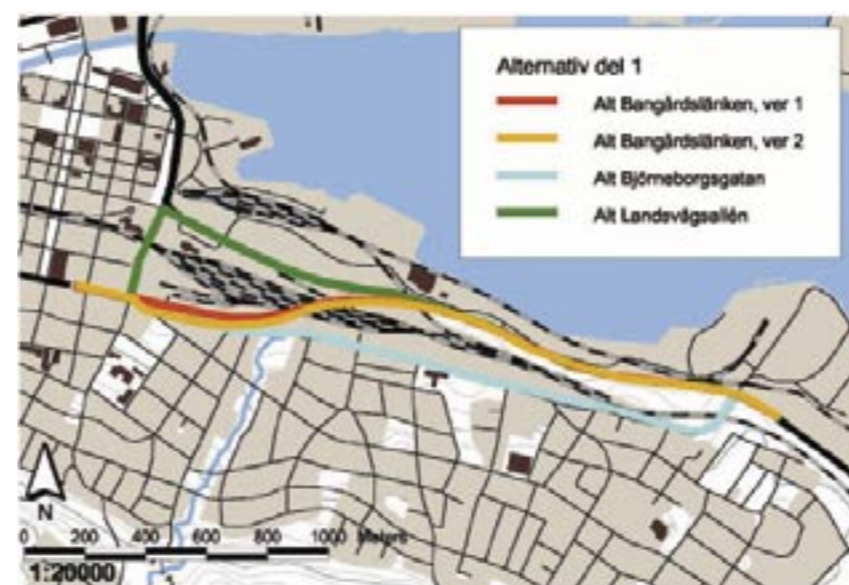 Alternativ del 1
Alt Bangårdslänken, ver 1
Alt Bangårdslänken, ver 2
Alt Björneborgsgatan
Alt Landsvägsallén
N
0 200 400 600 800 1000 Meters
1:20000